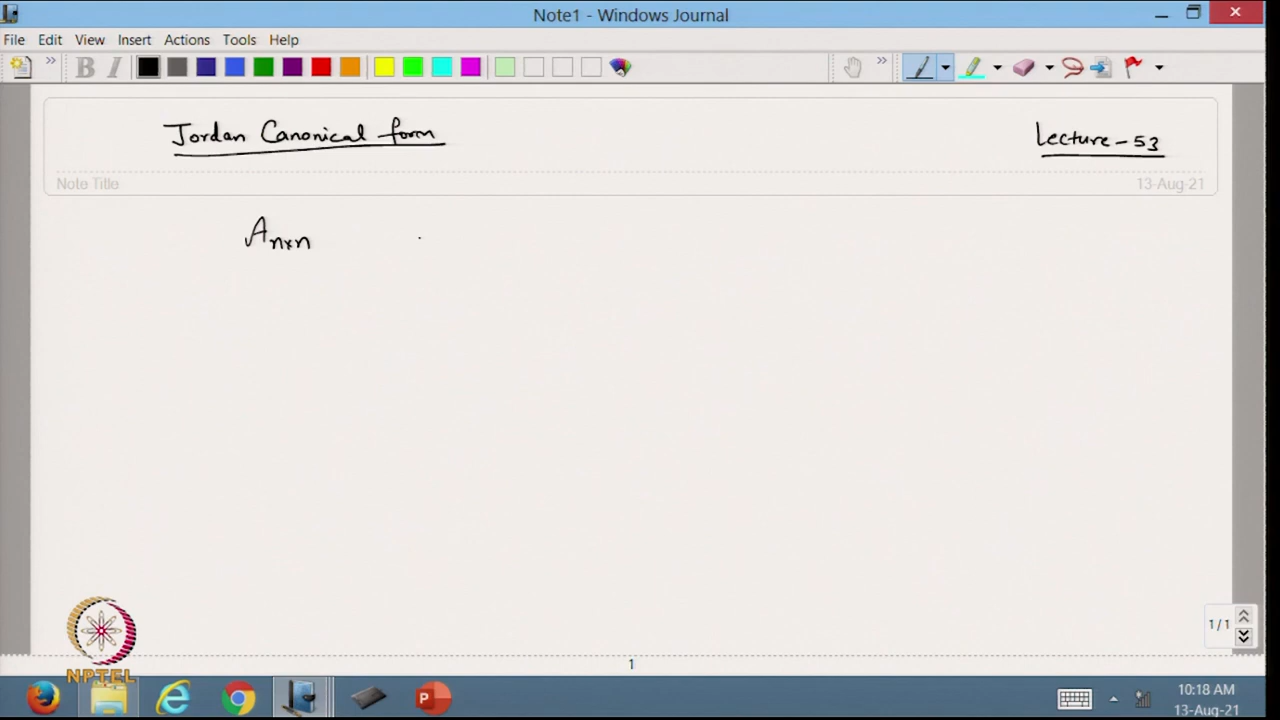 Note1 - Windows Journal
File Edit View Insert Actions Tools Help
B I
Jordan Canonical form
Lecture - 53
Note Title
13-Aug-21
Anxn
1/1
1
NPTEL
10:18 AM
13-Aug-21